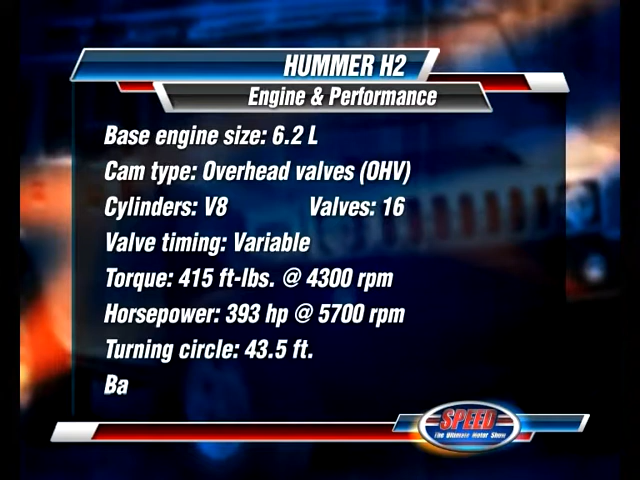 HUMMER H2
Engine & Performance
Base engine size: 6.2 L
Cam type: Overhead valves (OHV)
Cylinders: V8 Valves: 16
Valve timing: Variable
Torque: 415 ft-lbs. @ 4300 rpm
Horsepower: 393 hp @ 5700 rpm
Turning circle: 43.5 ft.
Ba
SPEED
The Ultimate Motor Show